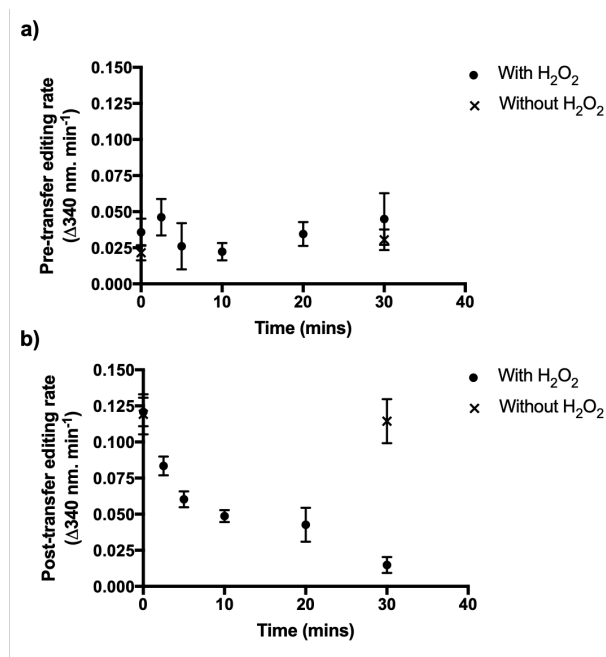 a)
With H₂O₂
Without H₂O₂
Pre-transfer editing rate
(Δ340 nm. min⁻¹)
0.150
0.125
0.100
0.075
0.050
0.025
0.000
0 10 20 30 40
Time (mins)
b)
With H₂O₂
Without H₂O₂
Post-transfer editing rate
(Δ340 nm. min⁻¹)
0.150
0.125
0.100
0.075
0.050
0.025
0.000
0 10 20 30 40
Time (mins)